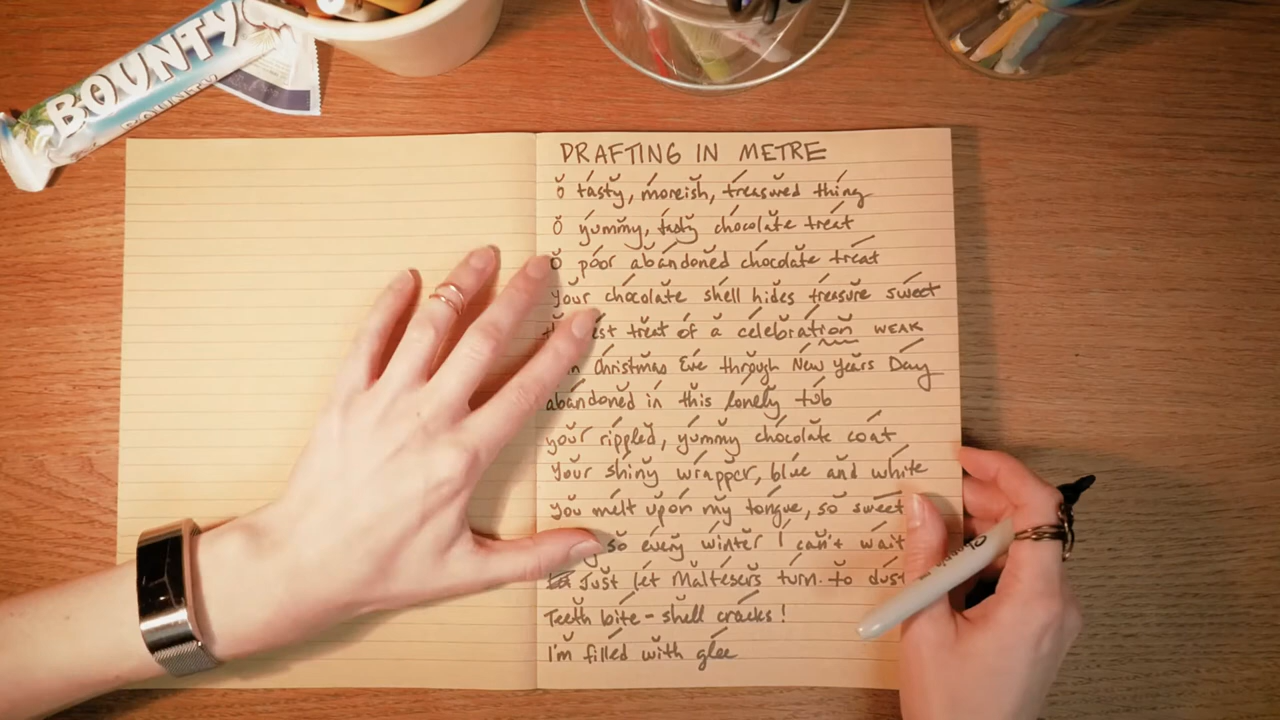 BOUNTY
DRAFTING IN METRE
O tasty, moreish, treasured thing
O yummy, tasty chocolate treat
O poor abandoned chocolate treat
Your chocolate shell hides treasure sweet
treat of a celebration WEAK
Christmas Eve through New Years Day
abandoned in this lonely tub
your rippled, yummy chocolate coat
Your shiny wrapper, blue and white
You melt upon my tongue, so sweet
so every winter I can't wait
Just let Maltesers turn to dust
Teeth bite - shell cracks!
I'm filled with glee